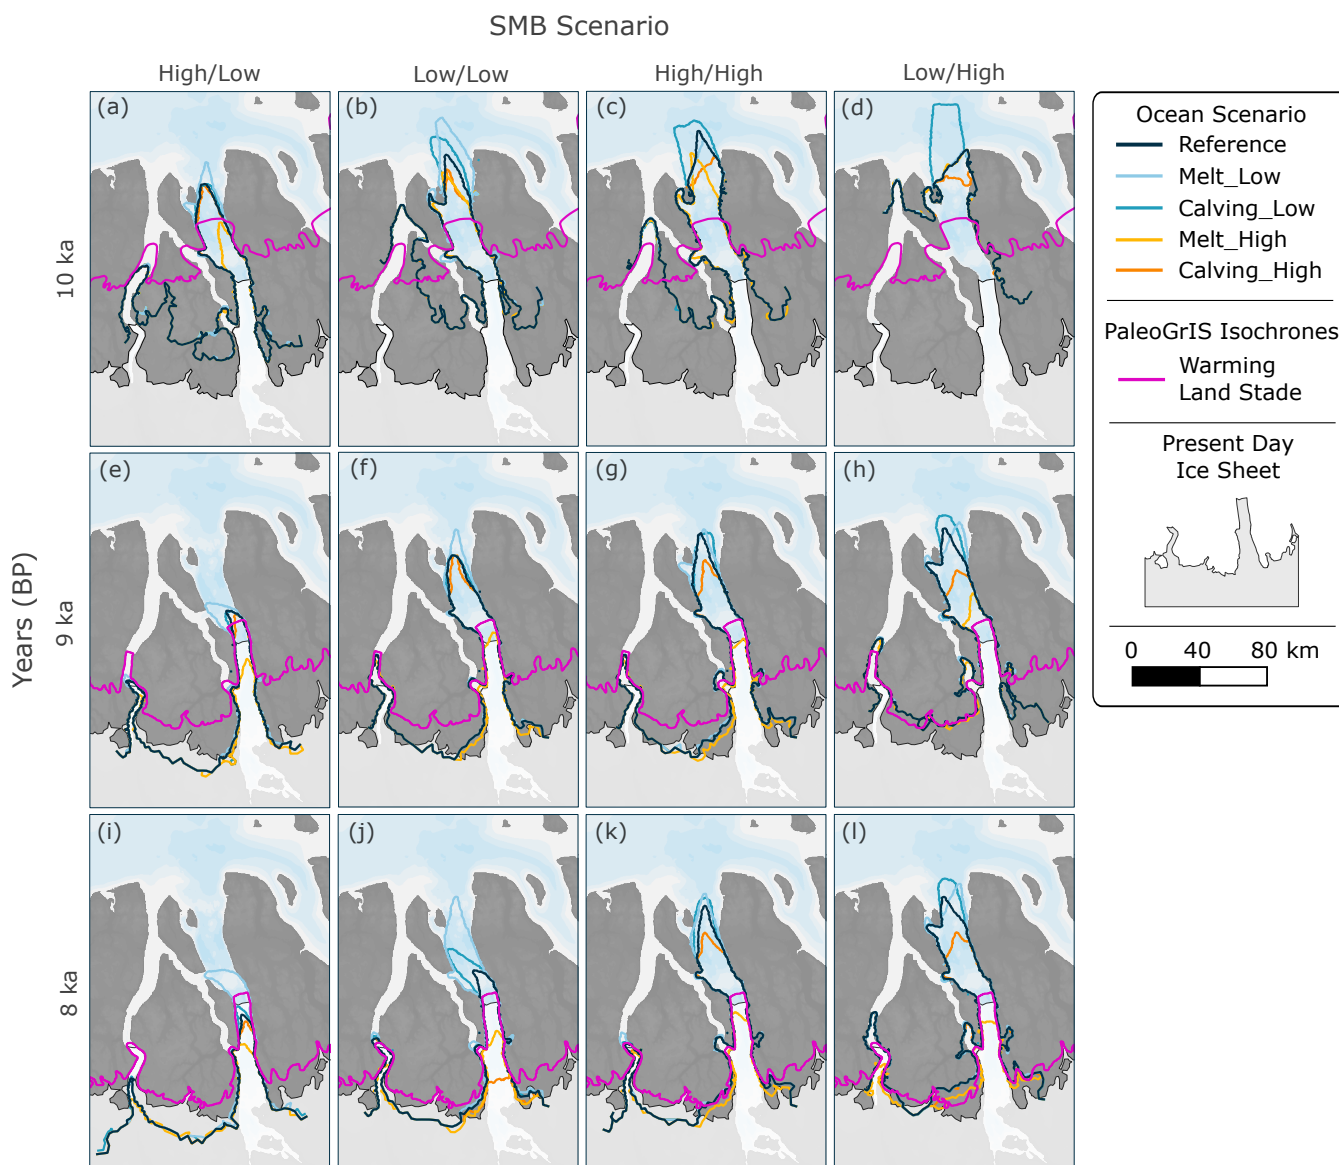 SMB Scenario
High/Low
Low/Low
High/High
Low/High
Years (BP)
10 ka
(a)
(b)
(c)
(d)
9 ka
(e)
(f)
(g)
(h)
8 ka
(i)
(j)
(k)
(l)
Ocean Scenario
Reference
Melt_Low
Calving_Low
Melt_High
Calving_High
PaleoGrIS Isochrones
Warming
Land Stade
Present Day
Ice Sheet
0 40 80 km